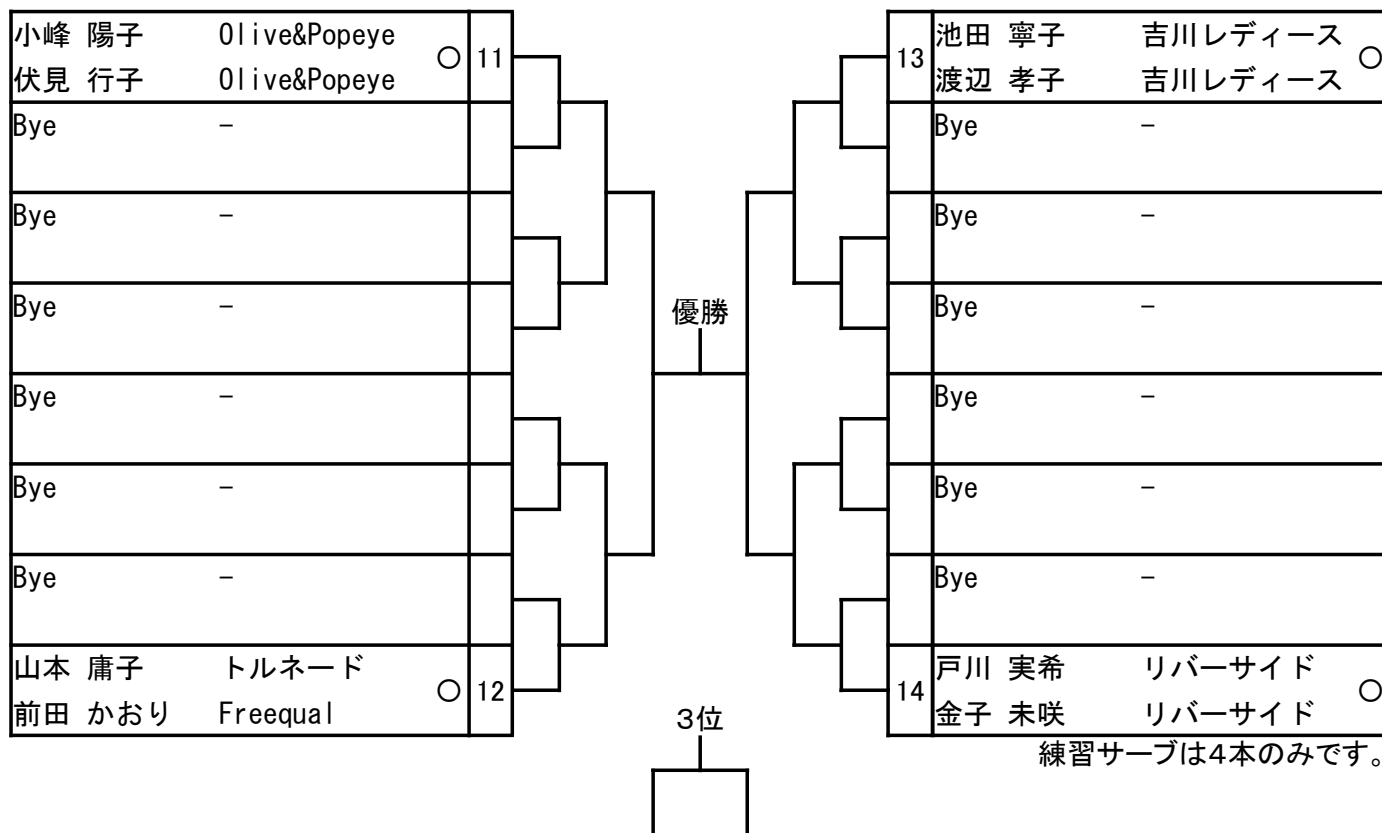 小峰 陽子 Olive&Popeye ○ 11
伏見 行子 Olive&Popeye
Bye -
Bye -
Bye -
Bye -
Bye -
Bye -
山本 庸子 トルネード ○ 12
前田 かおり Freequal
優勝
3位
13 池田 寧子 吉川レディース ○
渡辺 孝子 吉川レディース
Bye -
Bye -
Bye -
Bye -
Bye -
Bye -
14 戸川 実希 リバーサイド ○
金子 未咲 リバーサイド
練習サーブは4本のみです。